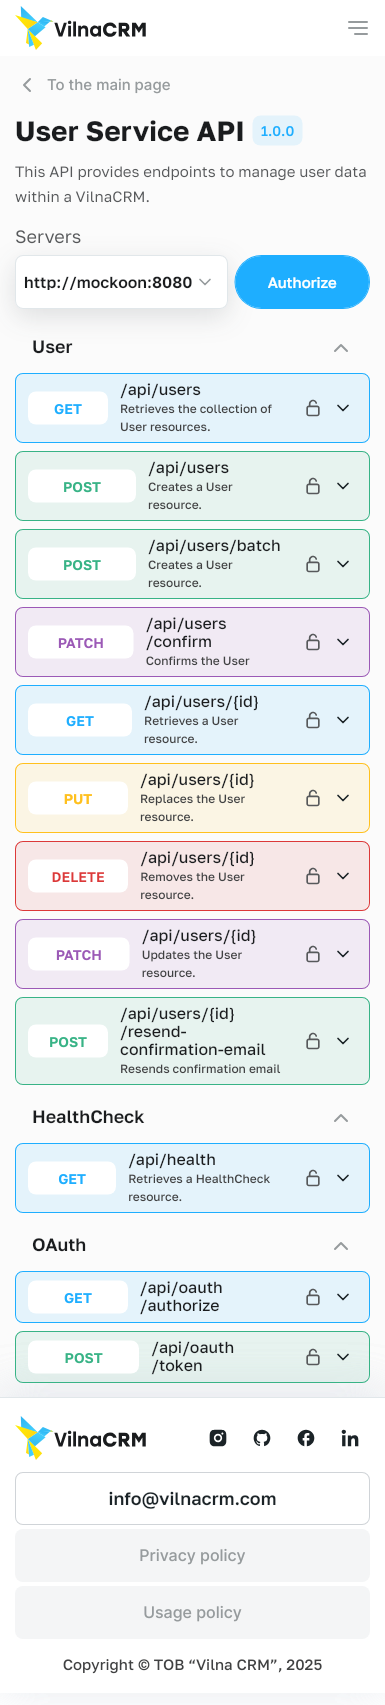 VilnaCRM
To the main page
User Service API 1.0.0
This API provides endpoints to manage user data
within a VilnaCRM.
Servers
http://mockoon:8080
Authorize
User
GET
/api/users
Retrieves the collection of
User resources.
POST
/api/users
Creates a User
resource.
POST
/api/users/batch
Creates a User
resource.
PATCH
/api/users
/confirm
Confirms the User
GET
/api/users/{id}
Retrieves a User
resource.
PUT
/api/users/{id}
Replaces the User
resource.
DELETE
/api/users/{id}
Removes the User
resource.
PATCH
/api/users/{id}
Updates the User
resource.
POST
/api/users/{id}
/resend-
confirmation-email
Resends confirmation email
HealthCheck
GET
/api/health
Retrieves a HealthCheck
resource.
OAuth
GET
/api/oauth
/authorize
POST
/api/oauth
/token
VilnaCRM
info@vilnacrm.com
Privacy policy
Usage policy
Copyright © ТОВ “Vilna CRM”, 2025